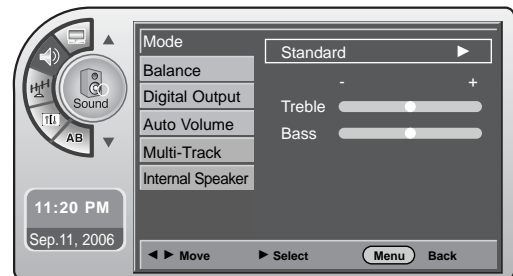 Sound
AB
11:20 PM
Sep.11, 2006
Mode
Balance
Digital Output
Auto Volume
Multi-Track
Internal Speaker
Standard ►
- +
Treble
Bass
◄ ► Move ► Select Menu Back